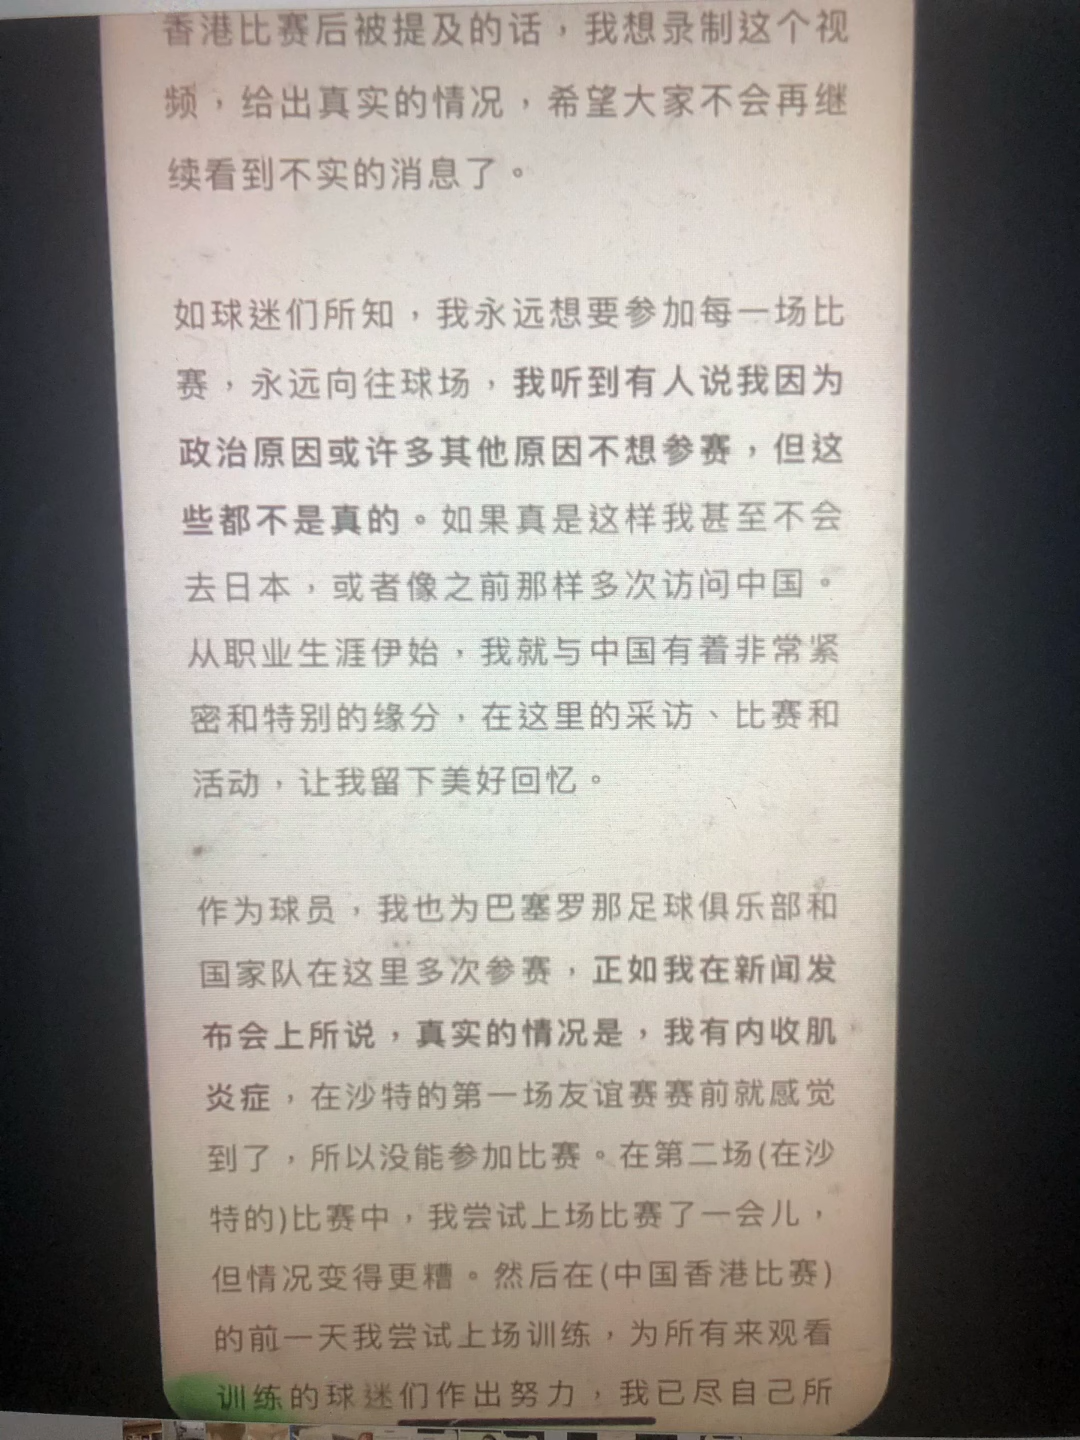 香港比赛后被提及的话，我想录制这个视
频，给出真实的情况，希望大家不会再继
续看到不实的消息了。
如球迷们所知，我永远想要参加每一场比
赛，永远向往球场，我听到有人说我因为
政治原因或许多其他原因不想参赛，但这
些都不是真的。如果真是这样我甚至不会
去日本，或者像之前那样多次访问中国。
从职业生涯伊始，我就与中国有着非常紧
密和特别的缘分，在这里的采访、比赛和
活动，让我留下美好回忆。
作为球员，我也为巴塞罗那足球俱乐部和
国家队在这里多次参赛，正如我在新闻发
布会上所说，真实的情况是，我有内收肌
炎症，在沙特的第一场友谊赛赛前就感觉
到了，所以没能参加比赛。在第二场(在沙
特的)比赛中，我尝试上场比赛了一会儿，
但情况变得更糟。然后在(中国香港比赛)
的前一天我尝试上场训练，为所有来观看
训练的球迷们作出努力，我已尽自己所